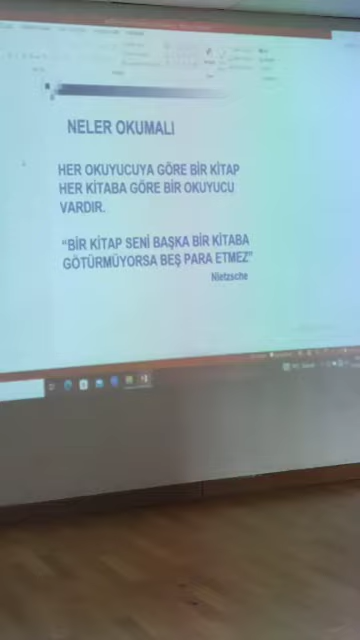 NELER OKUMALI
HER OKUYUCUYA GÖRE BİR KİTAP
HER KİTABA GÖRE BİR OKUYUCU
VARDIR.
“BİR KİTAP SENİ BAŞKA BİR KİTABA
GÖTÜRMÜYORSA BEŞ PARA ETMEZ”
Nietzsche